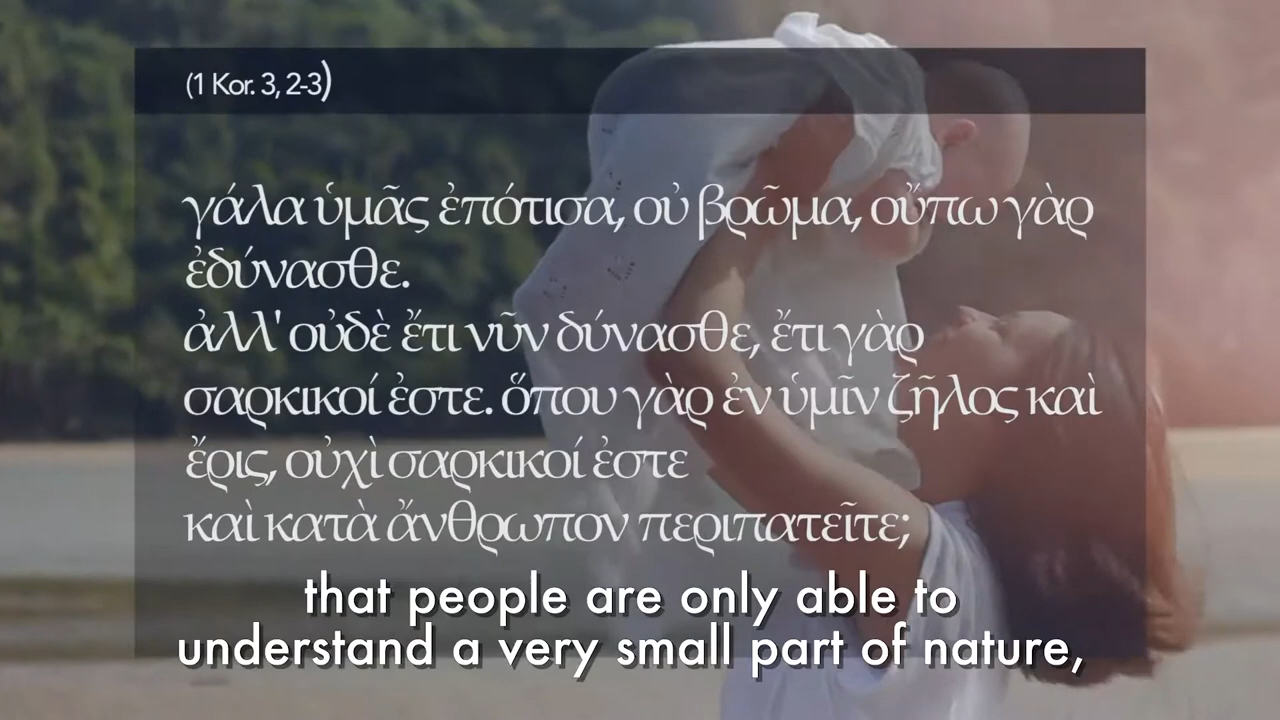 (1 Kor. 3, 2-3)
γάλα ὑμᾶς ἐπότισα, οὐ βρῶμα, οὔπω γὰρ
ἐδύνασθε.
ἀλλ' οὐδὲ ἔτι νῦν δύνασθε, ἔτι γὰρ
σαρκικοί ἐστε. ὅπου γὰρ ἐν ὑμῖν ζῆλος καὶ
ἔρις, οὐχὶ σαρκικοί ἐστε
καὶ κατὰ ἄνθρωπον περιπατεῖτε;
that people are only able to
understand a very small part of nature,